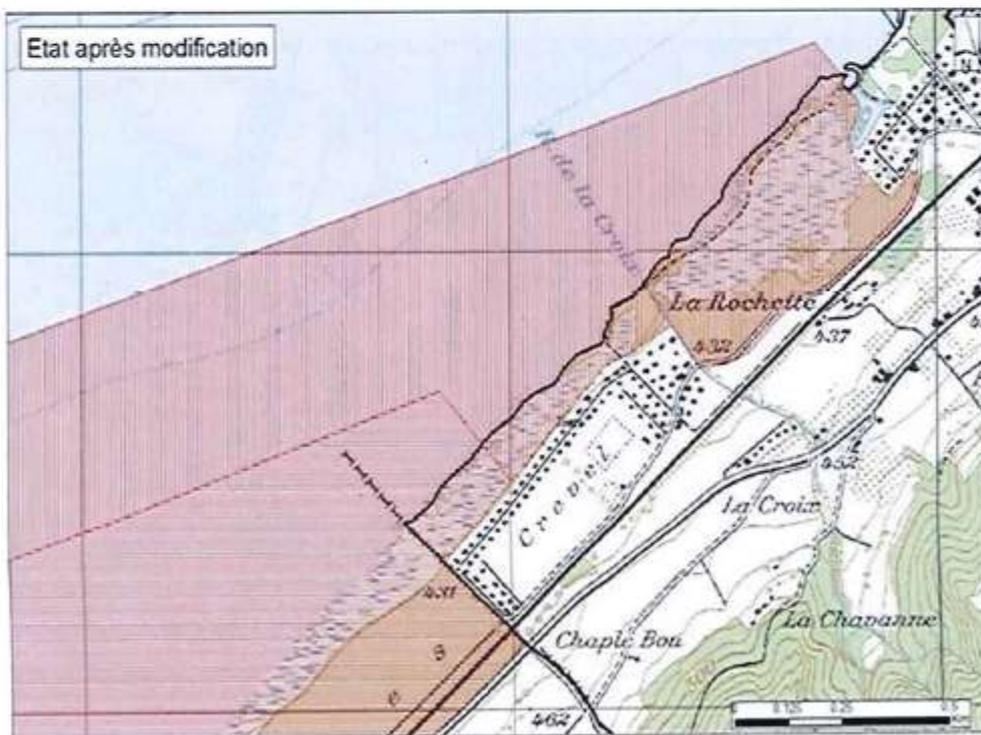 Etat après modification
R de la Croix
La Rochette
432
437
Crevel
452
La Croix
431
La Chavanne
Chaple Bou
462
0.125 0.25 0.5